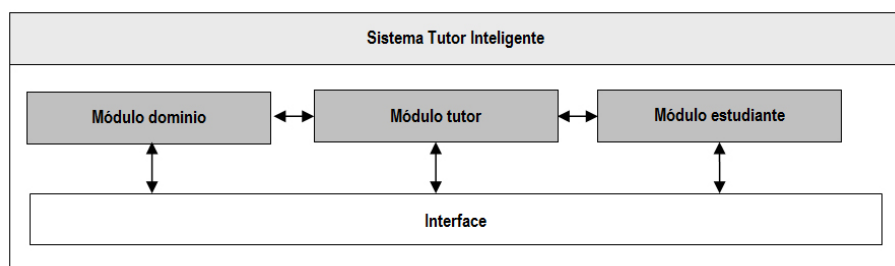 Sistema Tutor Inteligente
Módulo dominio
Módulo tutor
Módulo estudiante
Interface